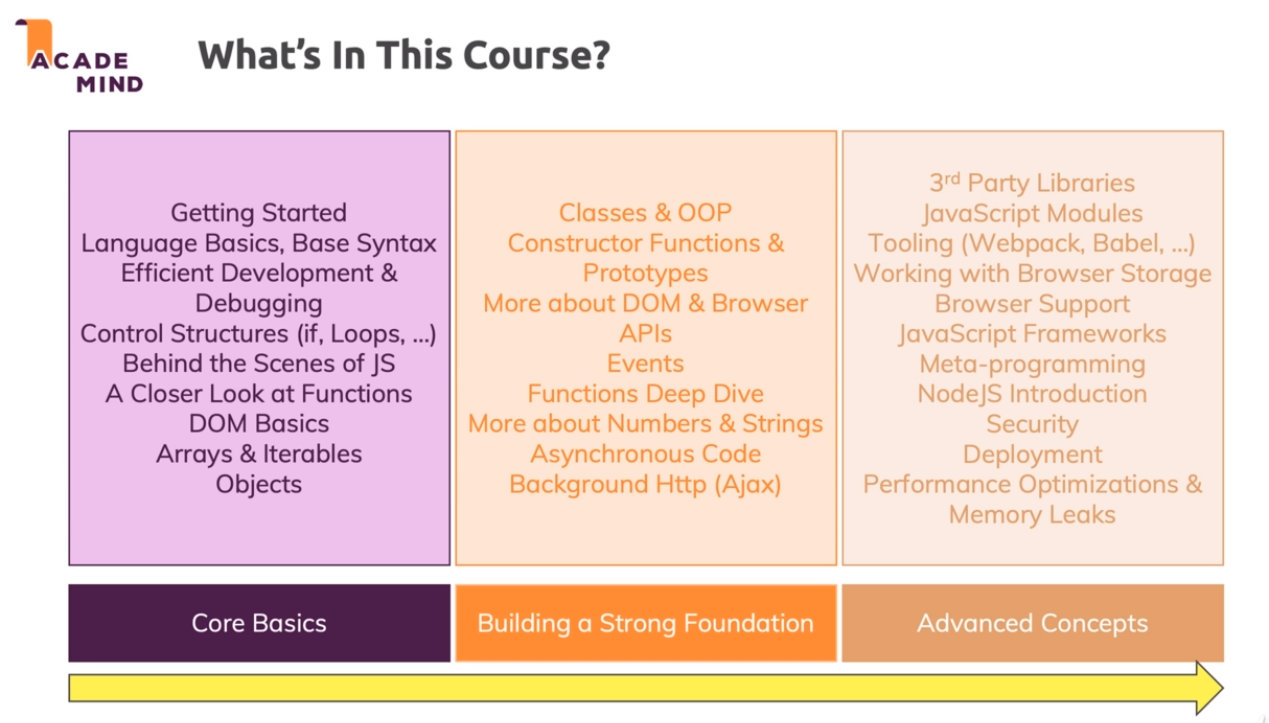 ACADE
MIND
What's In This Course?
Getting Started
Language Basics, Base Syntax
Efficient Development &
Debugging
Control Structures (if, Loops, ...)
Behind the Scenes of JS
A Closer Look at Functions
DOM Basics
Arrays & Iterables
Objects
Core Basics
Classes & OOP
Constructor Functions &
Prototypes
More about DOM & Browser
APIs
Events
Functions Deep Dive
More about Numbers & Strings
Asynchronous Code
Background Http (Ajax)
Building a Strong Foundation
3rd Party Libraries
JavaScript Modules
Tooling (Webpack, Babel, ...)
Working with Browser Storage
Browser Support
JavaScript Frameworks
Meta-programming
NodeJS Introduction
Security
Deployment
Performance Optimizations &
Memory Leaks
Advanced Concepts